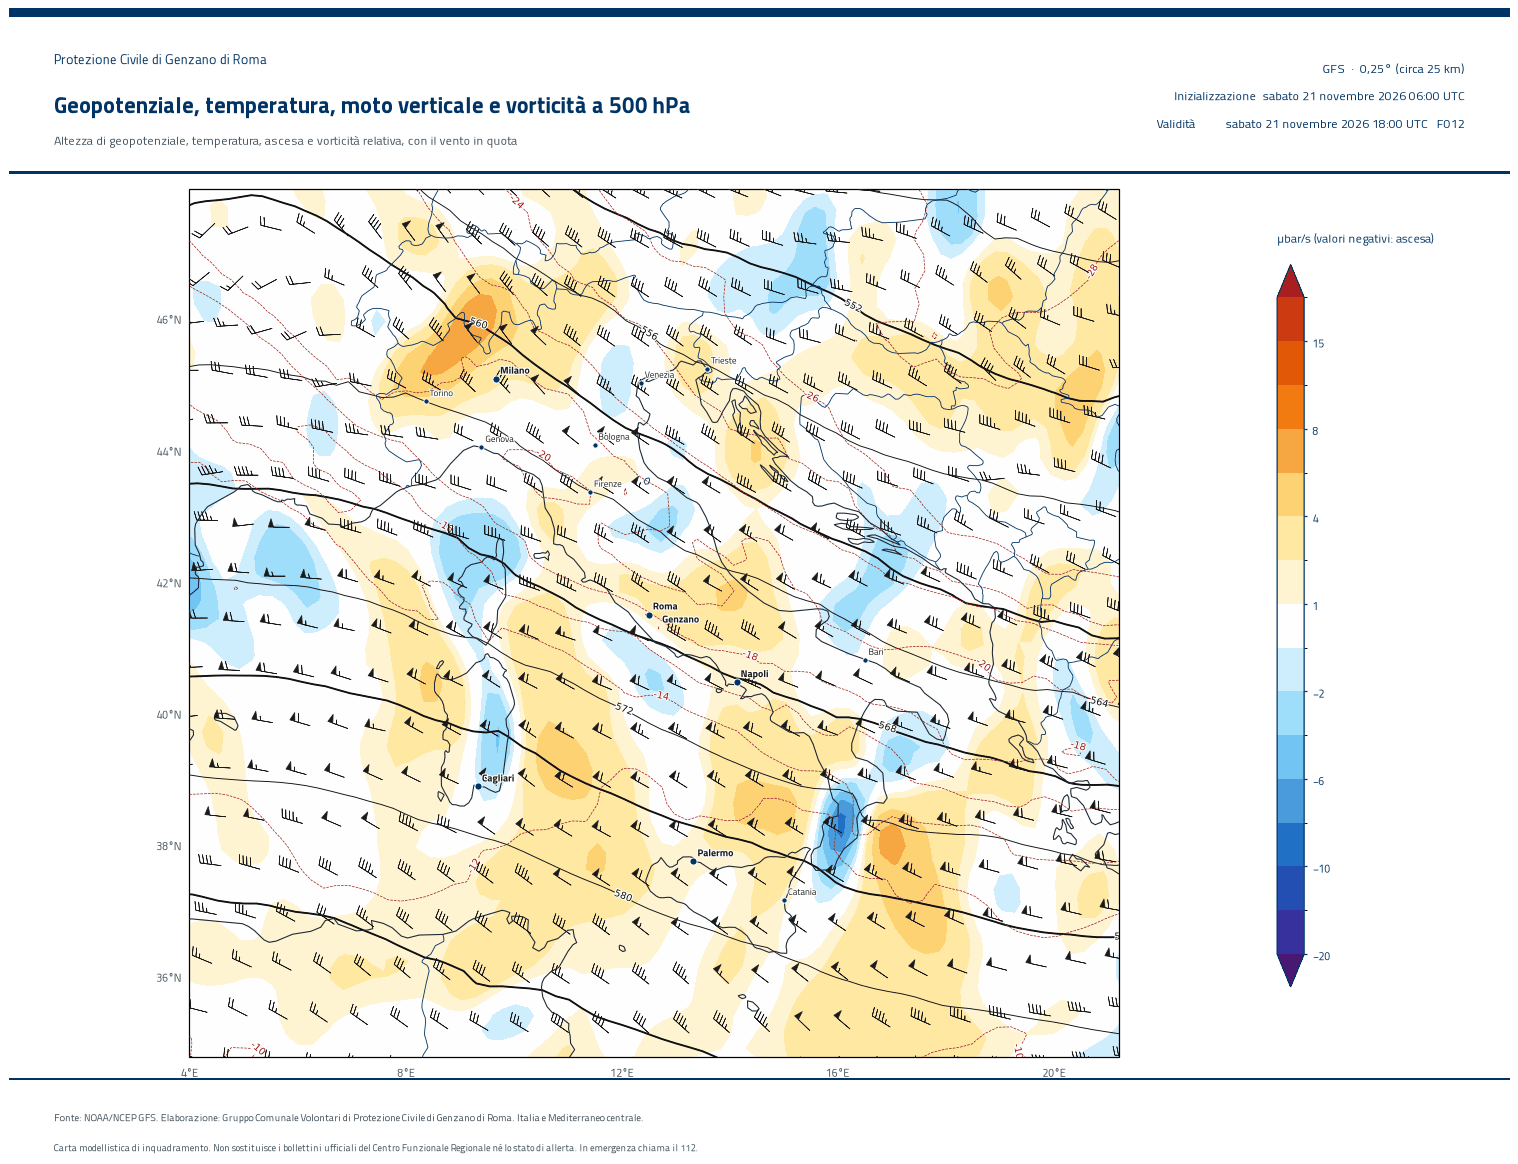 Protezione Civile di Genzano di Roma
Geopotenziale, temperatura, moto verticale e vorticità a 500 hPa
Altezza di geopotenziale, temperatura, ascesa e vorticità relativa, con il vento in quota
GFS · 0,25° (circa 25 km)
Inizializzazione sabato 21 novembre 2026 06:00 UTC
Validità sabato 21 novembre 2026 18:00 UTC F012
µbar/s (valori negativi: ascesa)
15
8
4
1
−2
−6
−10
−20
46°N
44°N
42°N
40°N
38°N
36°N
4°E
8°E
12°E
16°E
20°E
-24
-28
552
560
556
Trieste
Milano
Venezia
Torino
-26
Genova
Bologna
-20
Firenze
Roma
Genzano
Bari
-18
-20
Napoli
-14
564
572
568
-18
Cagliari
-12
Palermo
580
Catania
-10
-10
Fonte: NOAA/NCEP GFS. Elaborazione: Gruppo Comunale Volontari di Protezione Civile di Genzano di Roma. Italia e Mediterraneo centrale.
Carta modellistica di inquadramento. Non sostituisce i bollettini ufficiali del Centro Funzionale Regionale né lo stato di allerta. In emergenza chiama il 112.